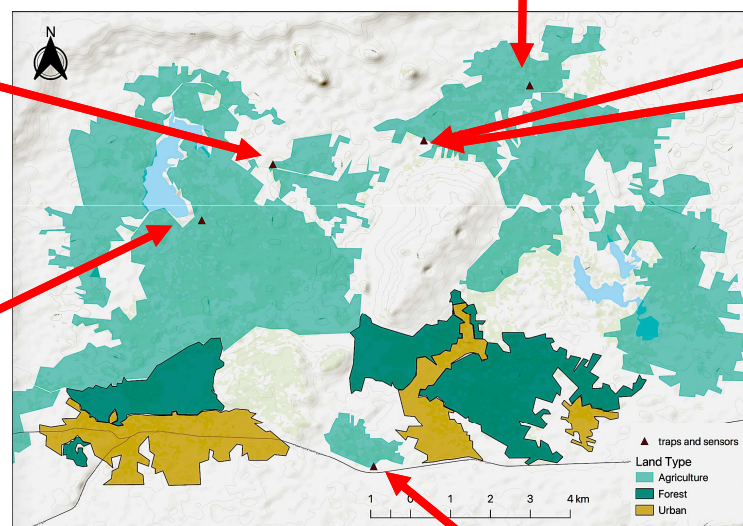 N
traps and sensors
Land Type
Agriculture
Forest
Urban
1 0 1 2 3 4 km